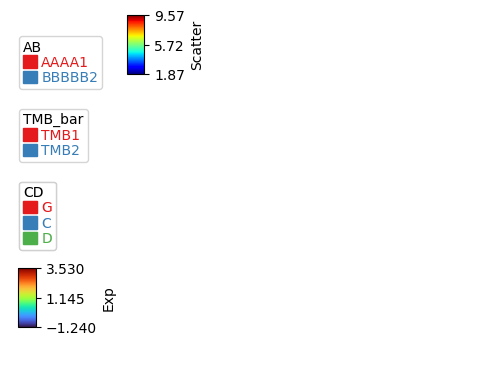 AB
AAAA1
BBBBB2
TMB_bar
TMB1
TMB2
CD
G
C
D
3.530
1.145
−1.240
Exp
9.57
5.72
1.87
Scatter